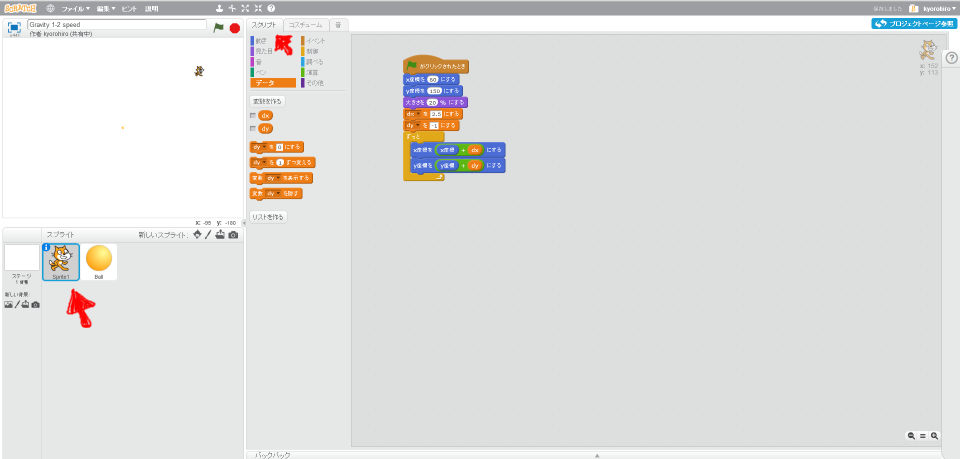 SCRATCH ファイル▼ 編集▼ ヒント 説明 保存しました kyorohiro▼
Gravity 1-2 speed
作者 kyorohiro (共有中)
プロジェクトページ参照
スクリプト コスチューム 音
動き イベント
見た目 制御
音 調べる
ペン 演算
データ その他
変数を作る
dx
dy
dy を 0 にする
dy を 1 ずつ変える
変数 dy を表示する
変数 dy を隠す
リストを作る
がクリックされたとき
x座標を 60 にする
y座標を 150 にする
大きさを 20 % にする
dx を 2.5 にする
dy を -1 にする
ずっと
x座標を x座標 + dx にする
y座標を y座標 + dy にする
x: 152
y: 113
x: -95 y: -180
スプライト 新しいスプライト:
ステージ
1 背景
新しい背景:
Sprite1
Ball
バックパック